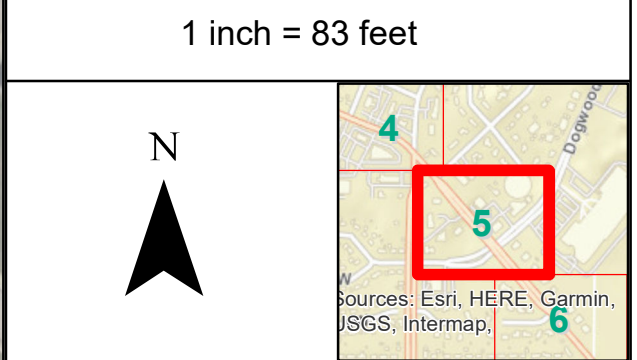 1 inch = 83 feet
N
4
Dogwood
5
W
Sources: Esri, HERE, Garmin,
USGS, Intermap,
6